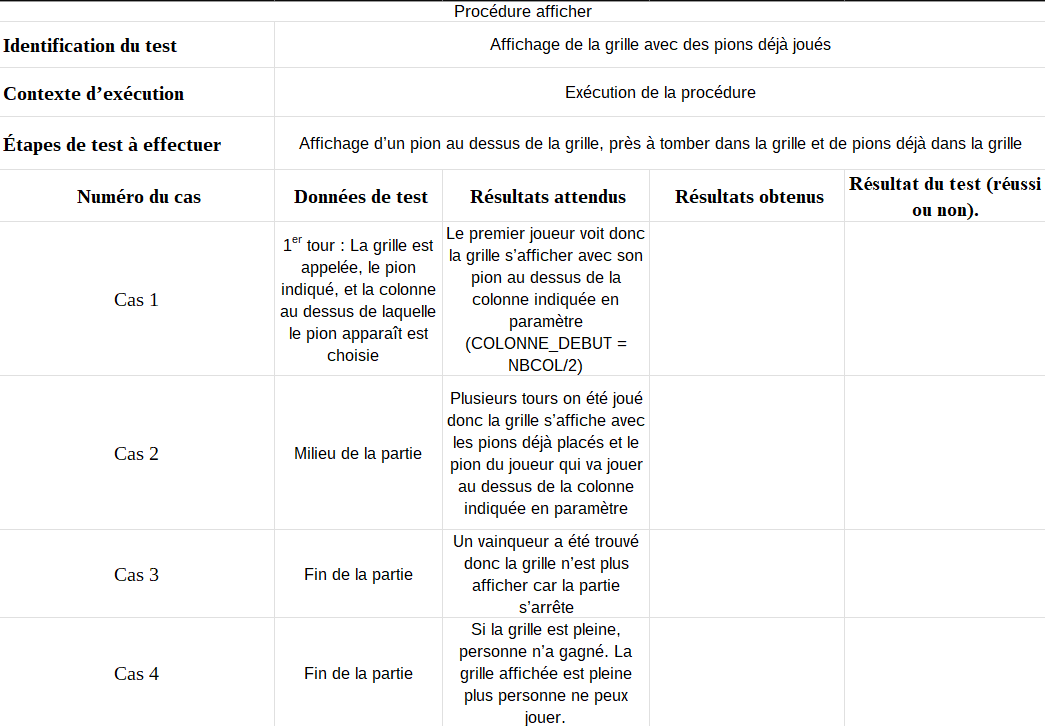 Procédure afficher
Identification du test
Affichage de la grille avec des pions déjà joués
Contexte d’exécution
Exécution de la procédure
Étapes de test à effectuer
Affichage d’un pion au dessus de la grille, près à tomber dans la grille et de pions déjà dans la grille
Numéro du cas
Données de test
Résultats attendus
Résultats obtenus
Résultat du test (réussi
ou non).
Cas 1
1er tour : La grille est
appelée, le pion
indiqué, et la colonne
au dessus de laquelle
le pion apparaît est
choisie
Le premier joueur voit donc
la grille s’afficher avec son
pion au dessus de la
colonne indiquée en
paramètre
(COLONNE_DEBUT =
NBCOL/2)
Cas 2
Milieu de la partie
Plusieurs tours on été joué
donc la grille s’affiche avec
les pions déjà placés et le
pion du joueur qui va jouer
au dessus de la colonne
indiquée en paramètre
Cas 3
Fin de la partie
Un vainqueur a été trouvé
donc la grille n’est plus
afficher car la partie
s’arrête
Cas 4
Fin de la partie
Si la grille est pleine,
personne n’a gagné. La
grille affichée est pleine
plus personne ne peux
jouer.